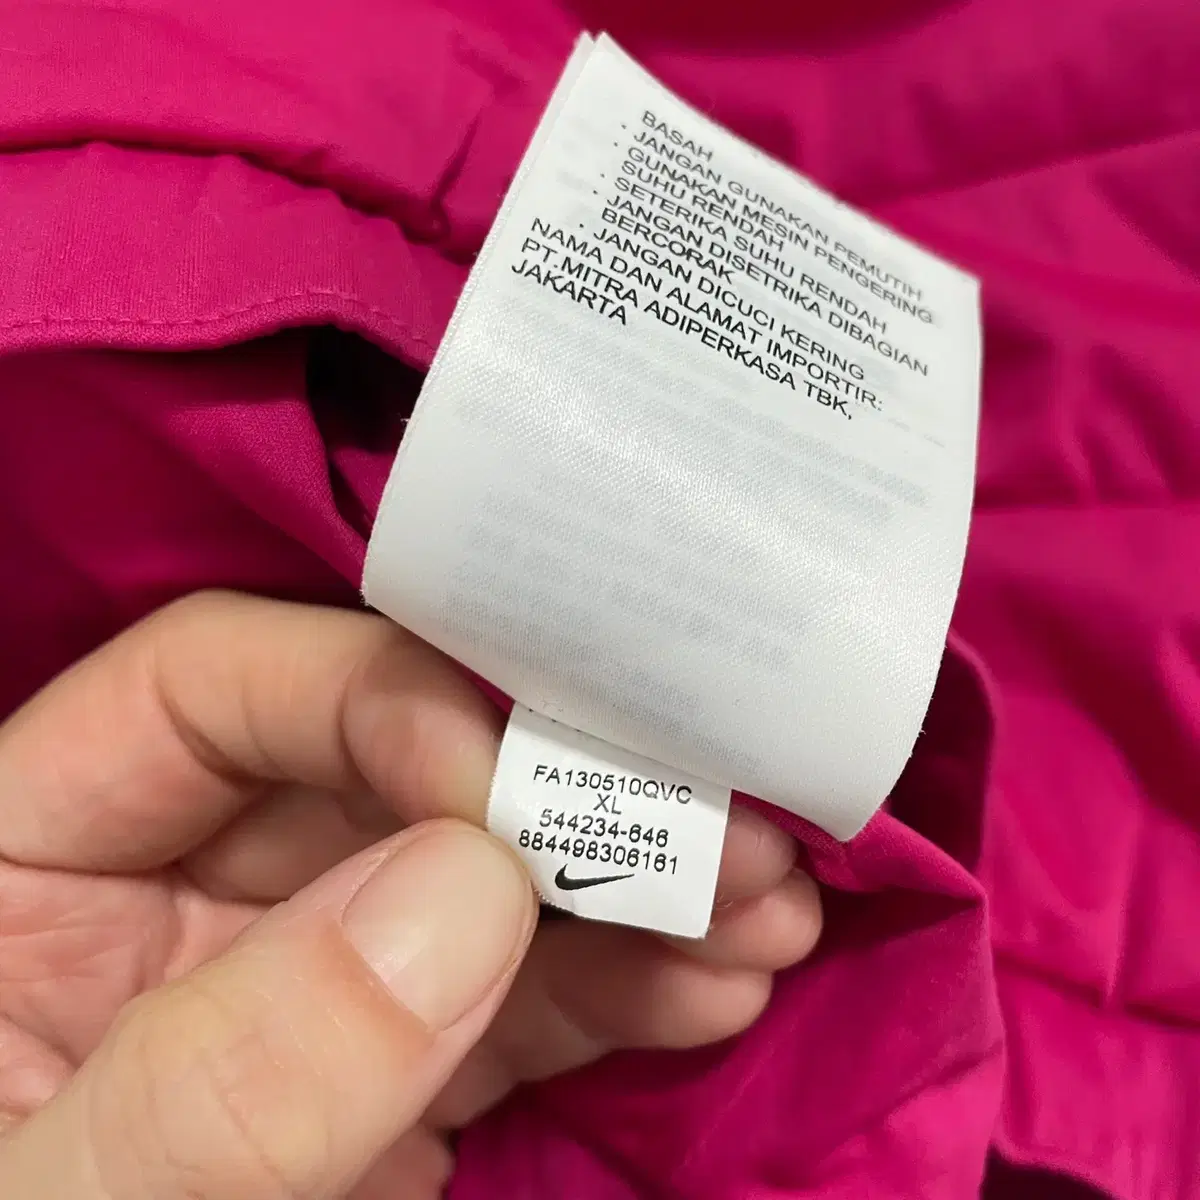 BASAH
· JANGAN GUNAKAN PEMUTIH
· GUNAKAN MESIN PENGERING
SUHU RENDAH
· SETERIKA SUHU RENDAH
JANGAN DISETRIKA DIBAGIAN
BERCORAK
· JANGAN DICUCI KERING
NAMA DAN ALAMAT IMPORTIR:
PT.MITRA ADIPERKASA TBK,
JAKARTA
FA130510QVC
XL
544234-646
884498306161